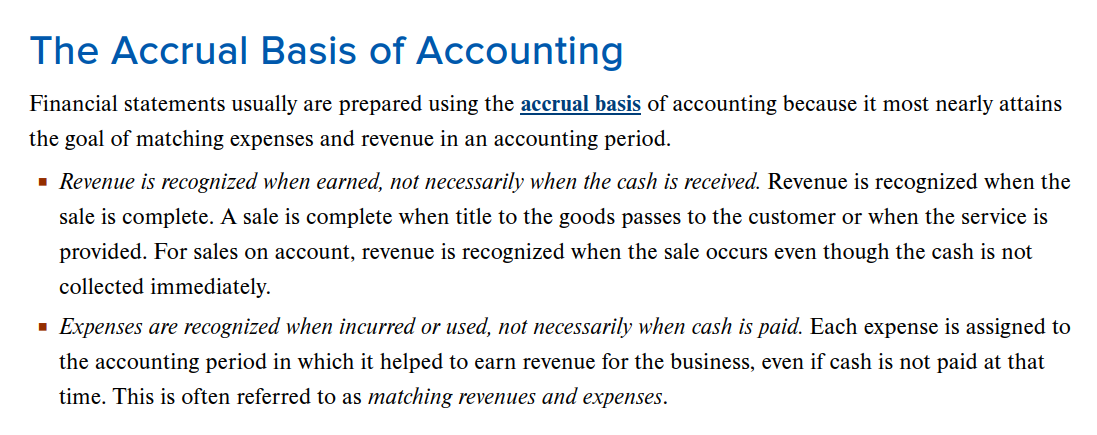 The Accrual Basis of Accounting
Financial statements usually are prepared using the accrual basis of accounting because it most nearly attains
the goal of matching expenses and revenue in an accounting period.
▪ Revenue is recognized when earned, not necessarily when the cash is received. Revenue is recognized when the
sale is complete. A sale is complete when title to the goods passes to the customer or when the service is
provided. For sales on account, revenue is recognized when the sale occurs even though the cash is not
collected immediately.
▪ Expenses are recognized when incurred or used, not necessarily when cash is paid. Each expense is assigned to
the accounting period in which it helped to earn revenue for the business, even if cash is not paid at that
time. This is often referred to as matching revenues and expenses.